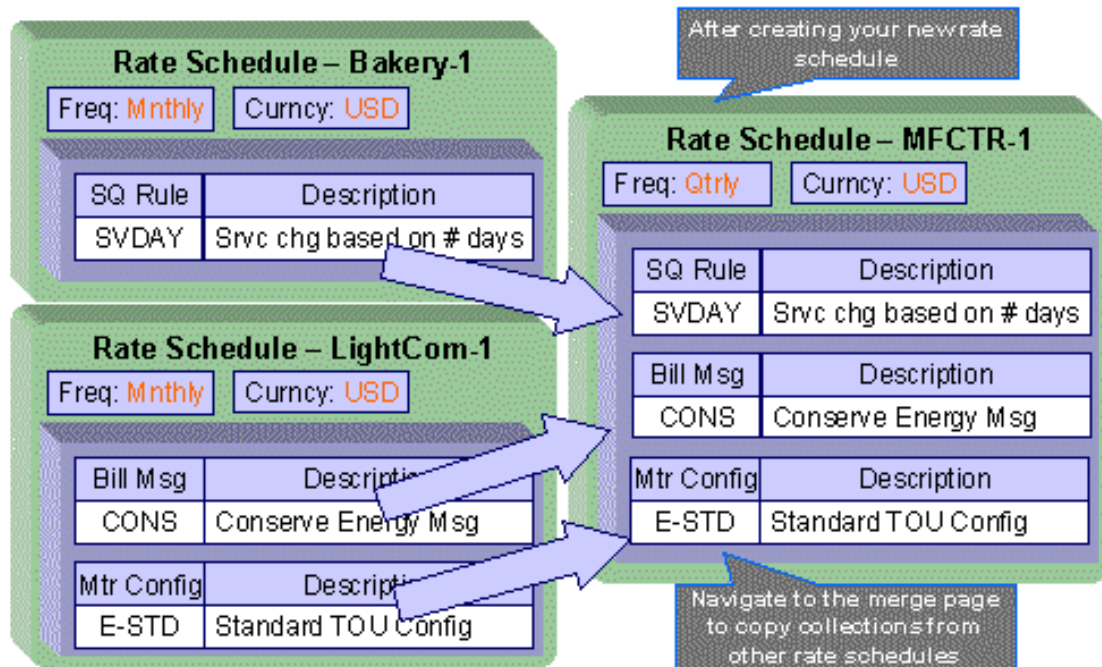 Rate Schedule – Bakery-1
Freq: Mnthly Curncy: USD
SQ Rule Description
SVDAY Srvc chg based on # days
Rate Schedule – LightCom-1
Freq: Mnthly Curncy: USD
Bill Msg Description
CONS Conserve Energy Msg
Mtr Config Description
E-STD Standard TOU Config
After creating your new rate
schedule
Rate Schedule – MFCTR-1
Freq: Qtrly Curncy: USD
SQ Rule Description
SVDAY Srvc chg based on # days
Bill Msg Description
CONS Conserve Energy Msg
Mtr Config Description
E-STD Standard TOU Config
Navigate to the merge page
to copy collections from
other rate schedules